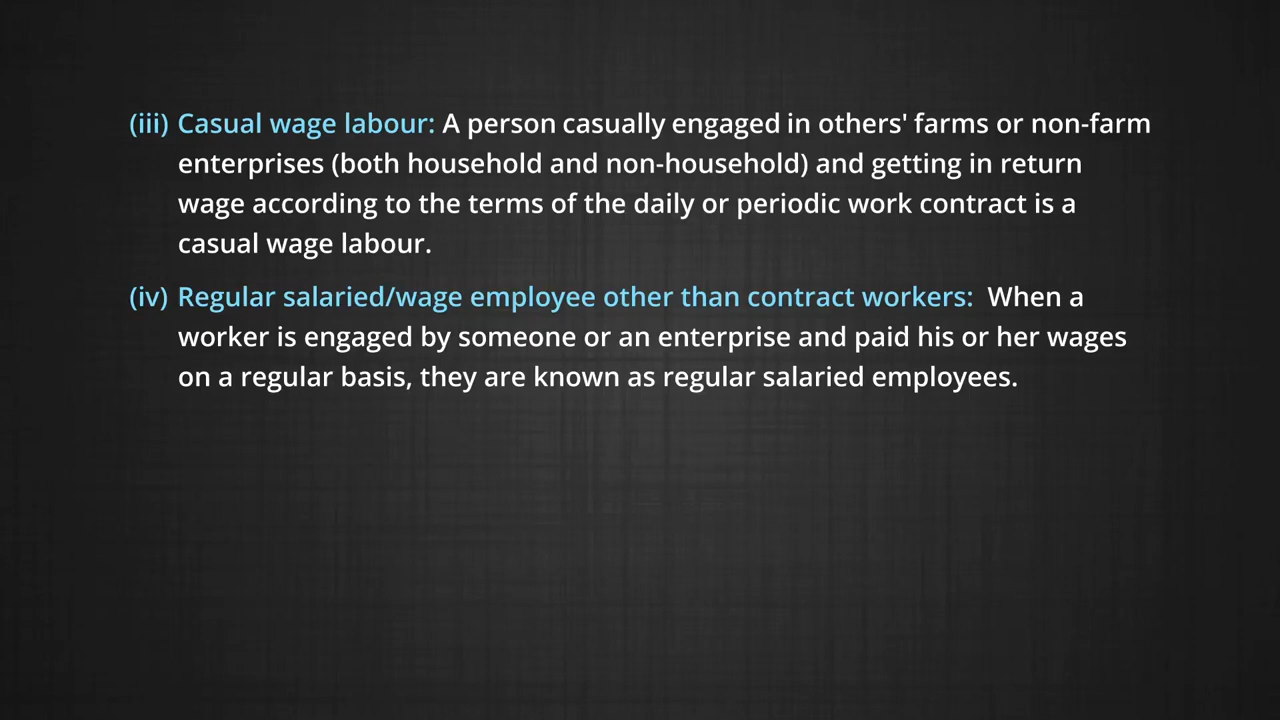 (iii) Casual wage labour: A person casually engaged in others' farms or non-farm
enterprises (both household and non-household) and getting in return
wage according to the terms of the daily or periodic work contract is a
casual wage labour.
(iv) Regular salaried/wage employee other than contract workers: When a
worker is engaged by someone or an enterprise and paid his or her wages
on a regular basis, they are known as regular salaried employees.